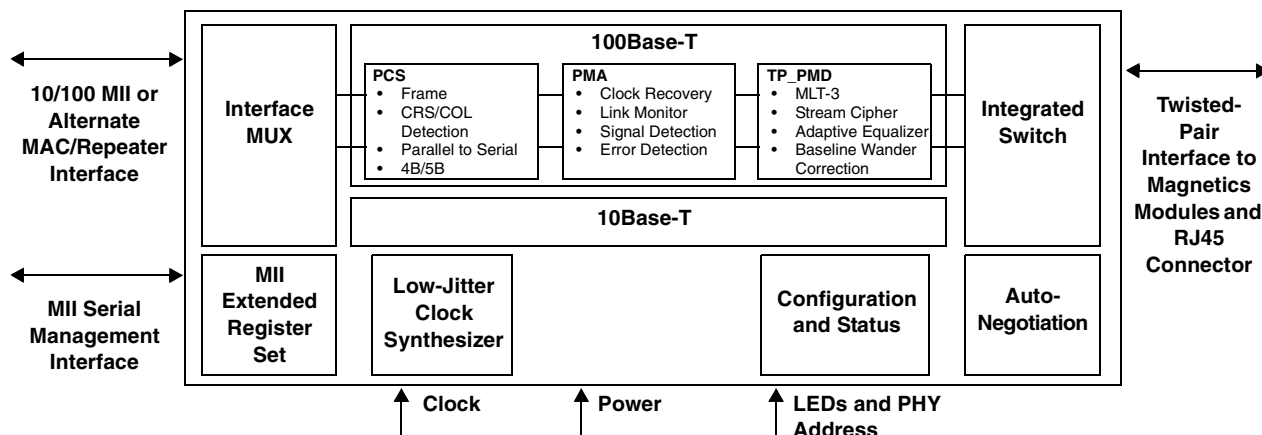 10/100 MII or
Alternate
MAC/Repeater
Interface
MII Serial
Management
Interface
Interface
MUX
100Base-T
PCS
• Frame
• CRS/COL
Detection
• Parallel to Serial
• 4B/5B
PMA
• Clock Recovery
• Link Monitor
• Signal Detection
• Error Detection
TP_PMD
• MLT-3
• Stream Cipher
• Adaptive Equalizer
• Baseline Wander
Correction
Integrated
Switch
10Base-T
MII
Extended
Register
Set
Low-Jitter
Clock
Synthesizer
Configuration
and Status
Auto-
Negotiation
Twisted-
Pair
Interface to
Magnetics
Modules and
RJ45
Connector
Clock
Power
LEDs and PHY
Address